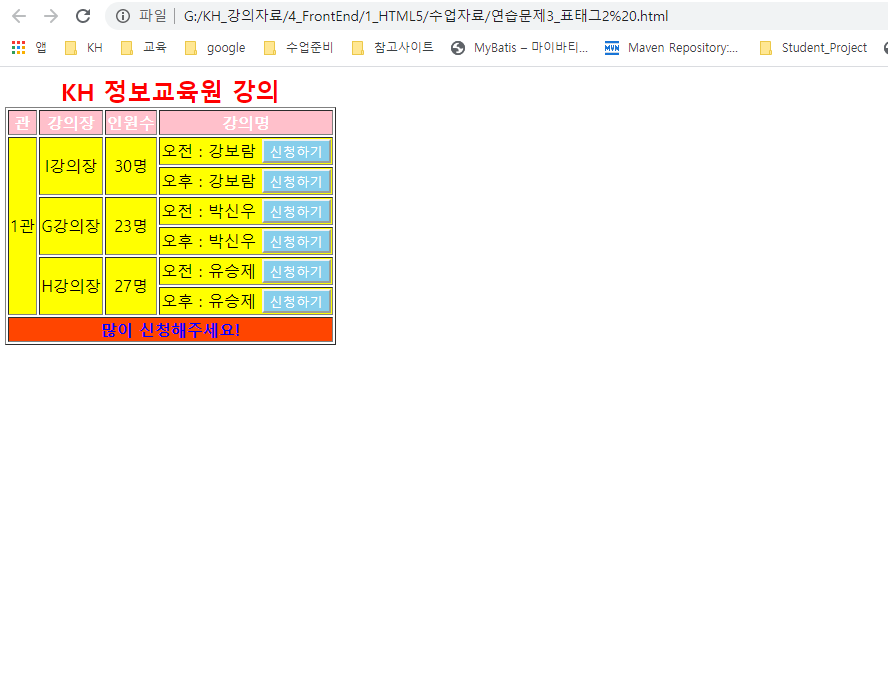 파일 G:/KH_강의자료/4_FrontEnd/1_HTML5/수업자료/연습문제3_표태그2%20.html
앱 KH 교육 google 수업준비 참고사이트 MyBatis – 마이바티... MVN Maven Repository:... Student_Project
KH 정보교육원 강의
관 강의장 인원수 강의명
1관 I강의장 30명 오전 : 강보람 신청하기
오후 : 강보람 신청하기
G강의장 23명 오전 : 박신우 신청하기
오후 : 박신우 신청하기
H강의장 27명 오전 : 유승제 신청하기
오후 : 유승제 신청하기
많이 신청해주세요!